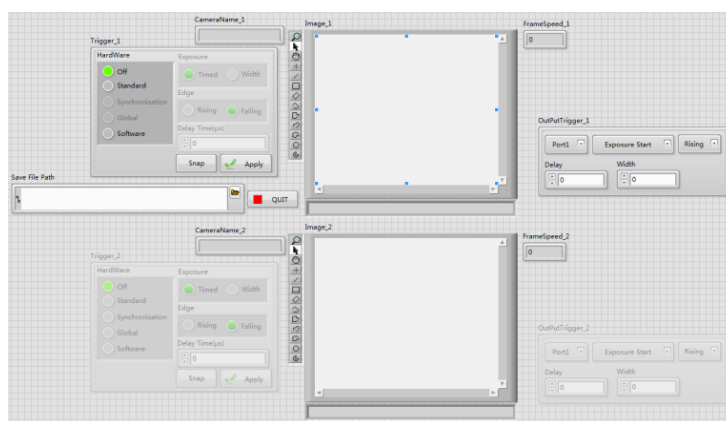 CameraName_1
Image_1
FrameSpeed_1
0
Trigger_1
HardWare
Off
Standard
Synchronization
Global
Software
Exposure
Timed Width
Edge
Rising Falling
Delay Time(μs)
0
Snap Apply
OutPutTrigger_1
Port1 Exposure Start Rising
Delay Width
0 0
Save File Path
QUIT
CameraName_2
Image_2
FrameSpeed_2
0
Trigger_2
HardWare
Off
Standard
Synchronization
Global
Software
Exposure
Timed Width
Edge
Rising Falling
Delay Time(μs)
0
Snap Apply
OutPutTrigger_2
Port1 Exposure Start Rising
Delay Width
0 0